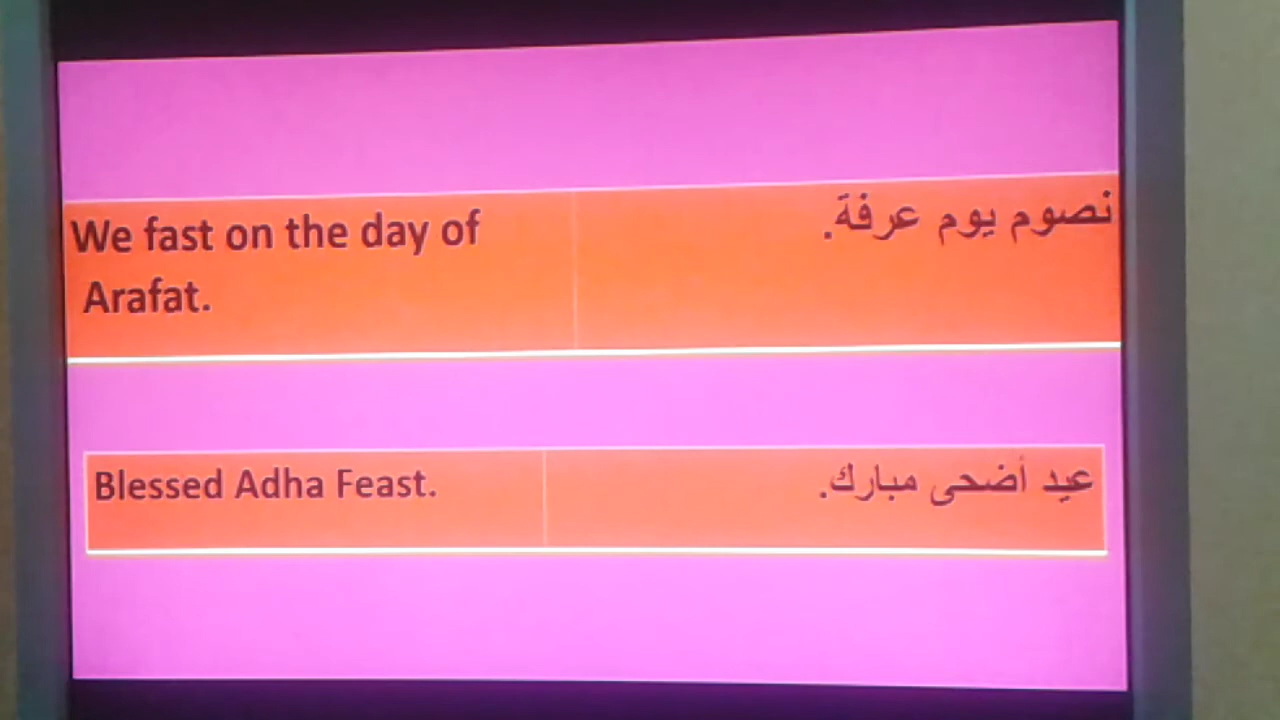 We fast on the day of
Arafat.
نصوم يوم عرفة.
Blessed Adha Feast.
عيد أضحى مبارك.